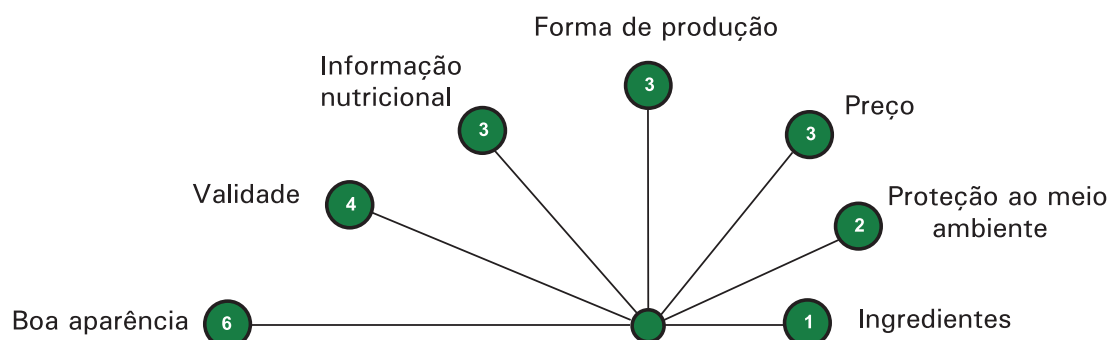 Forma de produção
3
Informação
nutricional
3
Preço
3
Validade
4
Proteção ao meio
ambiente
2
Boa aparência
6
1
Ingredientes